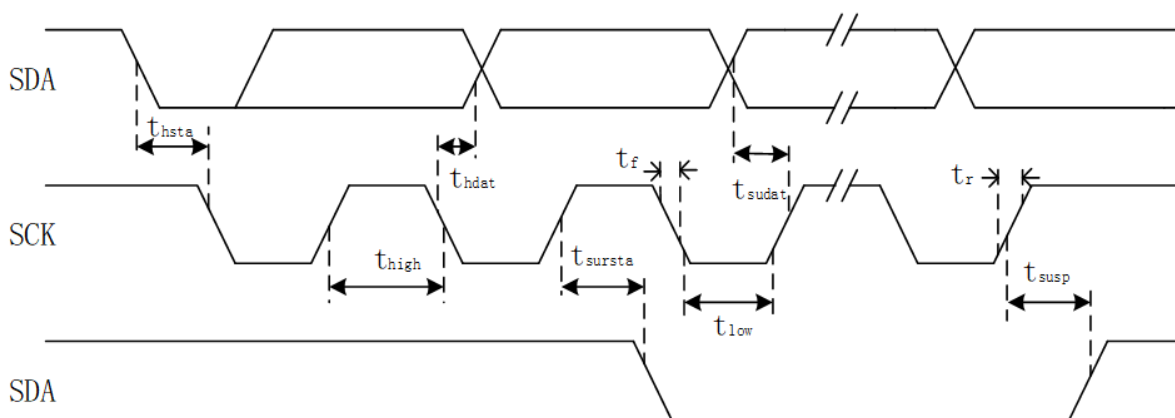 SDA
thsta
thdat
tf
tsudat
tr
SCK
thigh
tsursta
tlow
tsusp
SDA